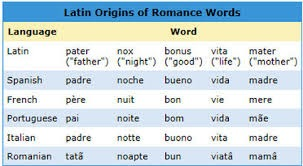 Latin Origins of Romance Words
Language Word
Latin pater nox bonus vita mater
("father") ("night") ("good") ("life") ("mother")
Spanish padre noche bueno vida madre
French père nuit bon vie mere
Portuguese pai noite bom vida mãe
Italian padre notte buono vita madre
Romanian tată noapte bun viată mamă